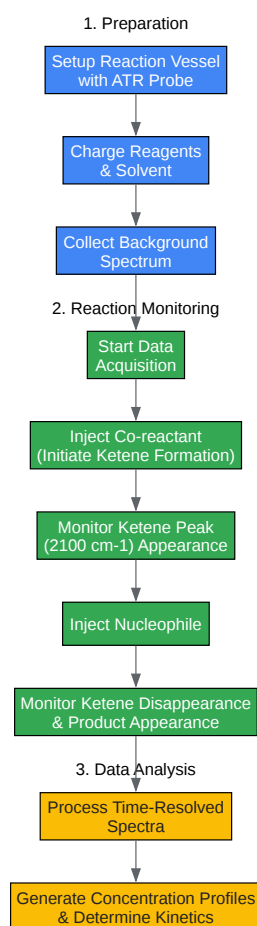 1. Preparation
Setup Reaction Vessel
with ATR Probe
Charge Reagents
& Solvent
Collect Background
Spectrum
2. Reaction Monitoring
Start Data
Acquisition
Inject Co-reactant
(Initiate Ketene Formation)
Monitor Ketene Peak
(2100 cm-1) Appearance
Inject Nucleophile
Monitor Ketene Disappearance
& Product Appearance
3. Data Analysis
Process Time-Resolved
Spectra
Generate Concentration Profiles
& Determine Kinetics